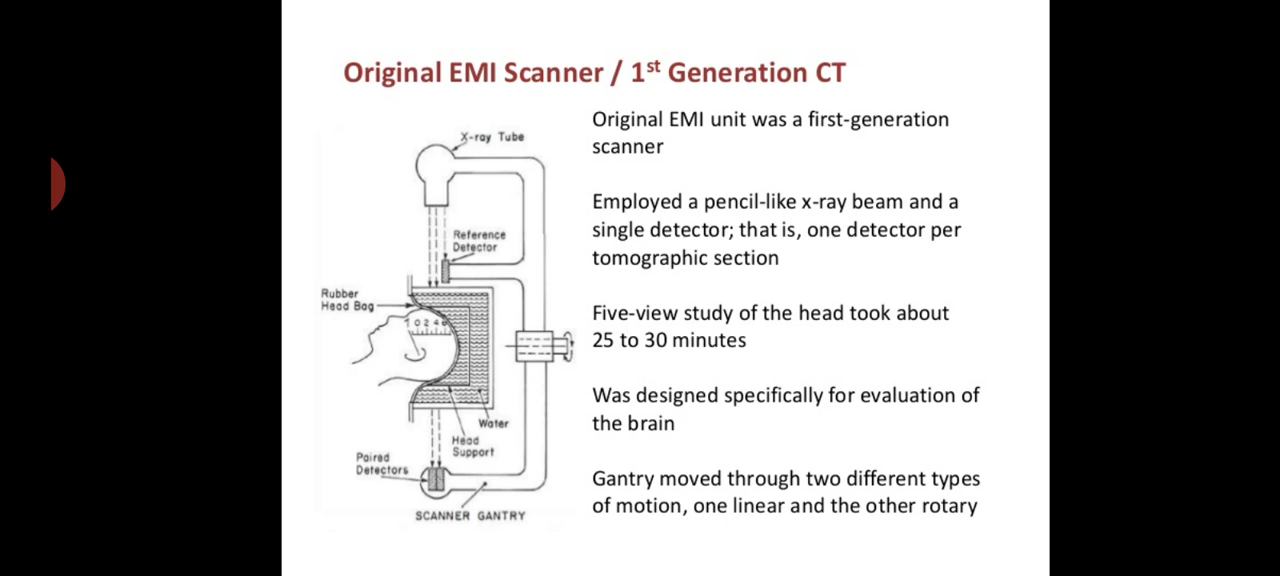 Original EMI Scanner / 1st Generation CT
X-ray Tube
Reference
Detector
Rubber
Head Bag
0 2 4
Water
Head
Support
Paired
Detectors
SCANNER GANTRY
Original EMI unit was a first-generation
scanner
Employed a pencil-like x-ray beam and a
single detector; that is, one detector per
tomographic section
Five-view study of the head took about
25 to 30 minutes
Was designed specifically for evaluation of
the brain
Gantry moved through two different types
of motion, one linear and the other rotary